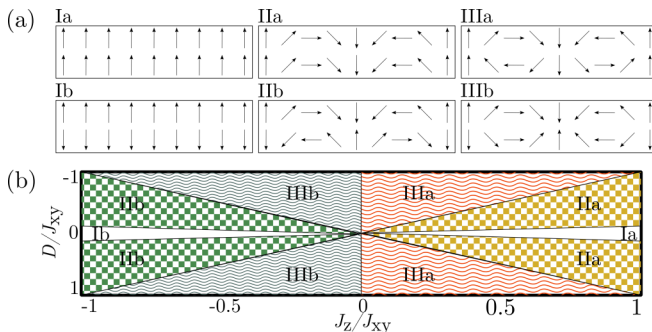 (a) Ia IIa IIIa
Ib IIb IIIb
(b)
-1 IIIb IIIa
IIb IIa
D/J_xy 0 Ib Ia
IIb IIa
1 IIIb IIIa
-1 -0.5 0 0.5 1
J_z/J_xy